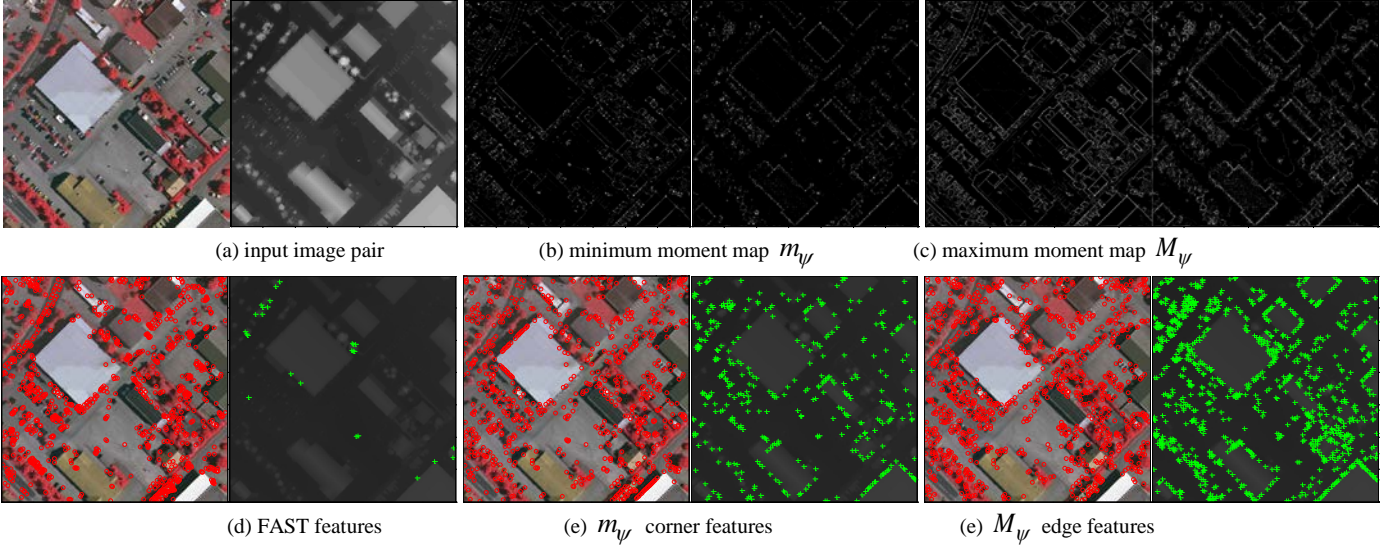 (a) input image pair
(b) minimum moment map m_ψ
(c) maximum moment map M_ψ
(d) FAST features
(e) m_ψ corner features
(e) M_ψ edge features